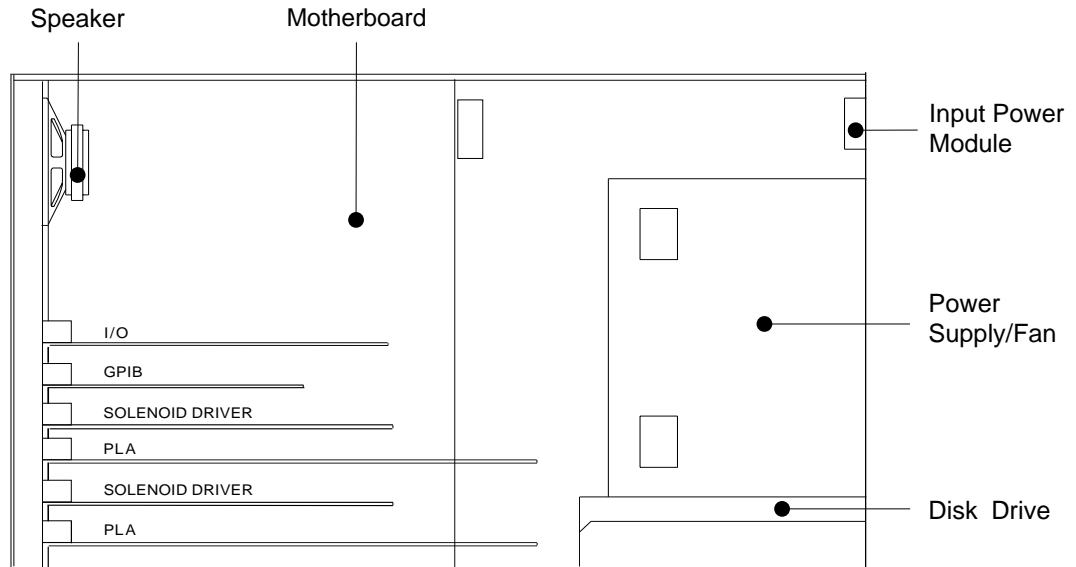 Speaker
Motherboard
Input Power
Module
Power
Supply/Fan
Disk Drive
I/O
GPIB
SOLENOID DRIVER
PLA
SOLENOID DRIVER
PLA